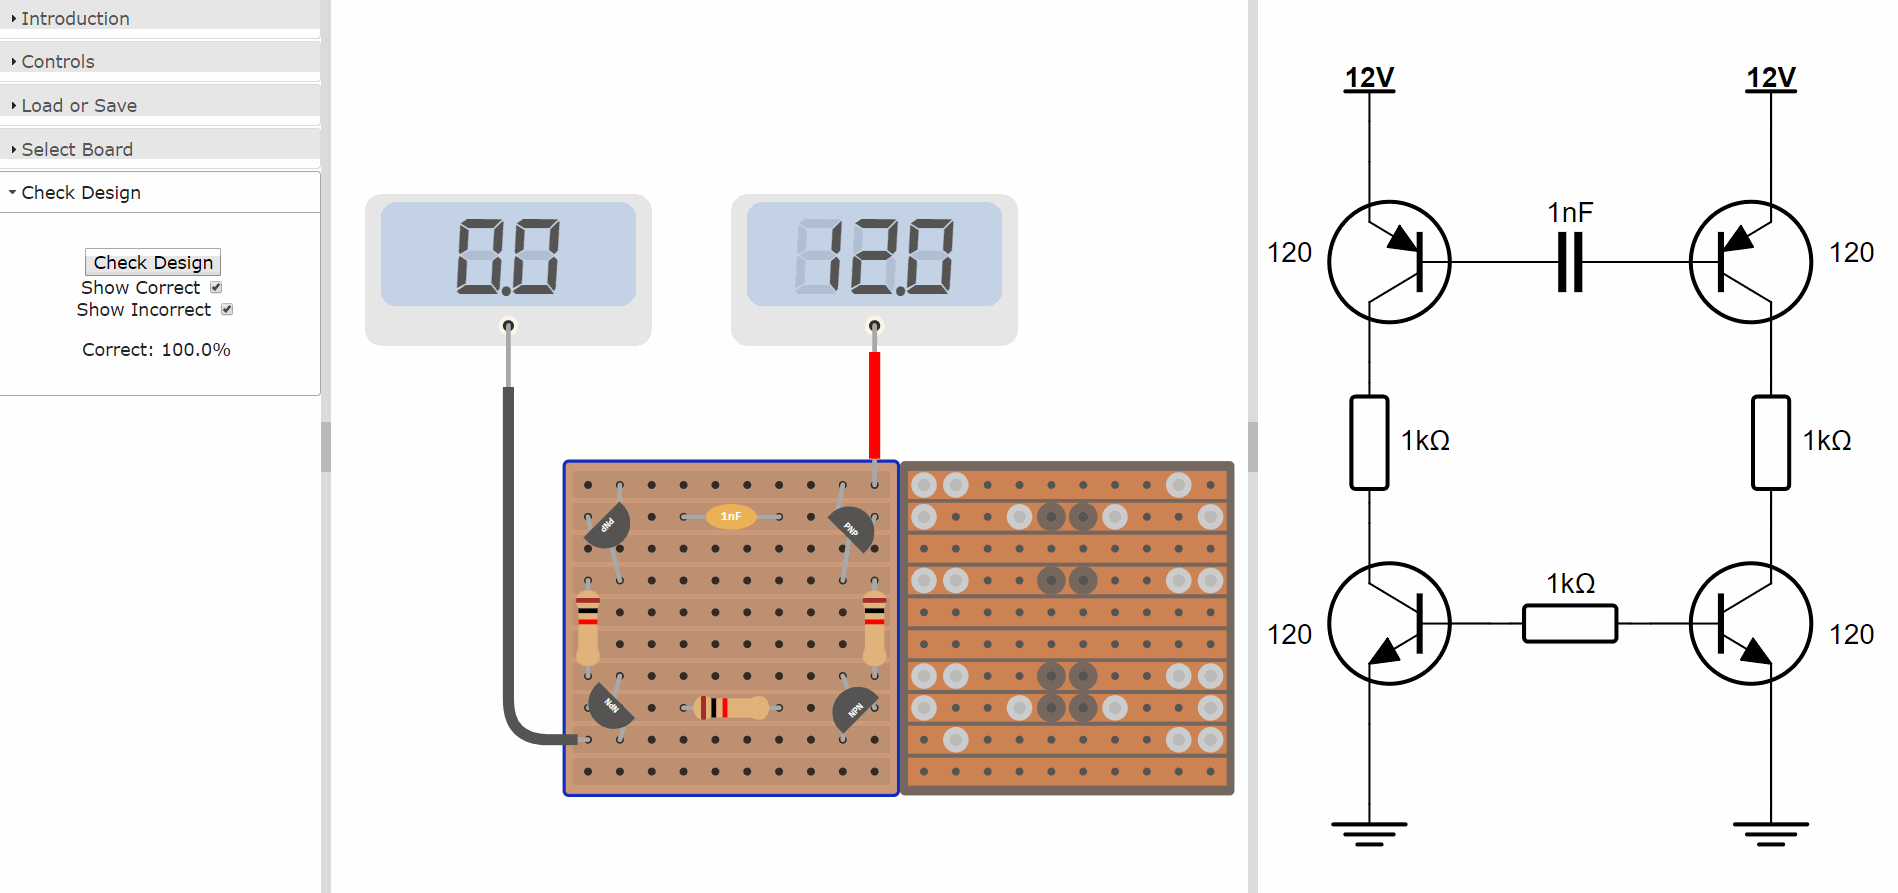 Introduction
Controls
Load or Save
Select Board
Check Design
Check Design
Show Correct
Show Incorrect
Correct: 100.0%
0.0
12.0
PNP
1nF
PNP
NPN
NPN
12V
12V
1nF
120
120
1kΩ
1kΩ
1kΩ
120
120